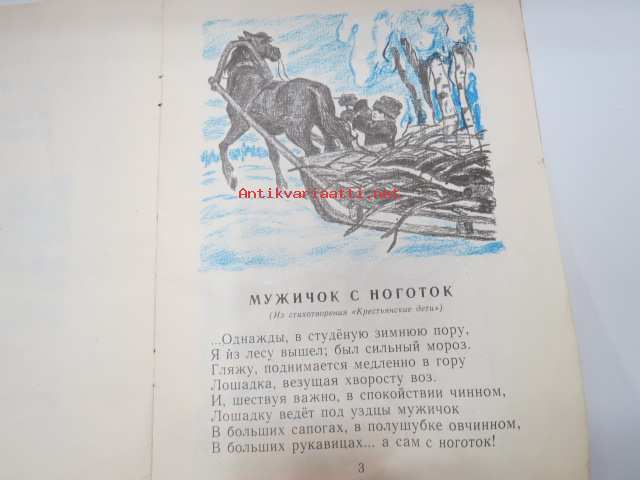 Antikvariaatti.net
МУЖИЧОК С НОГОТОК
(Из стихотворения «Крестьянские дети»)
...Однажды, в студёную зимнюю пору,
Я и́з лесу вышел; был сильный мороз.
Гляжу, поднимается медленно в гору
Лошадка, везущая хворосту воз.
И, шествуя важно, в спокойствии чинном,
Лошадку ведёт под уздцы мужичок
В больших сапогах, в полушубке овчинном,
В больших рукавицах... а сам с ноготок!
3